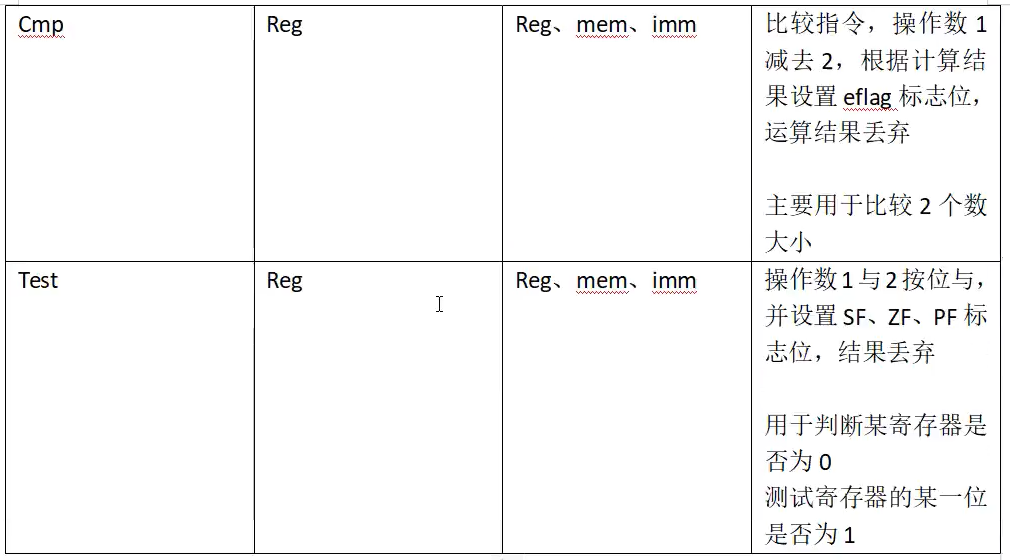 Cmp
Reg
Reg、mem、imm
比较指令，操作数 1
减去 2，根据计算结
果设置 eflag 标志位，
运算结果丢弃
主要用于比较 2 个数
大小
Test
Reg
Reg、mem、imm
操作数 1 与 2 按位与，
并设置 SF、ZF、PF 标
志位，结果丢弃
用于判断某寄存器是
否为 0
测试寄存器的某一位
是否为 1